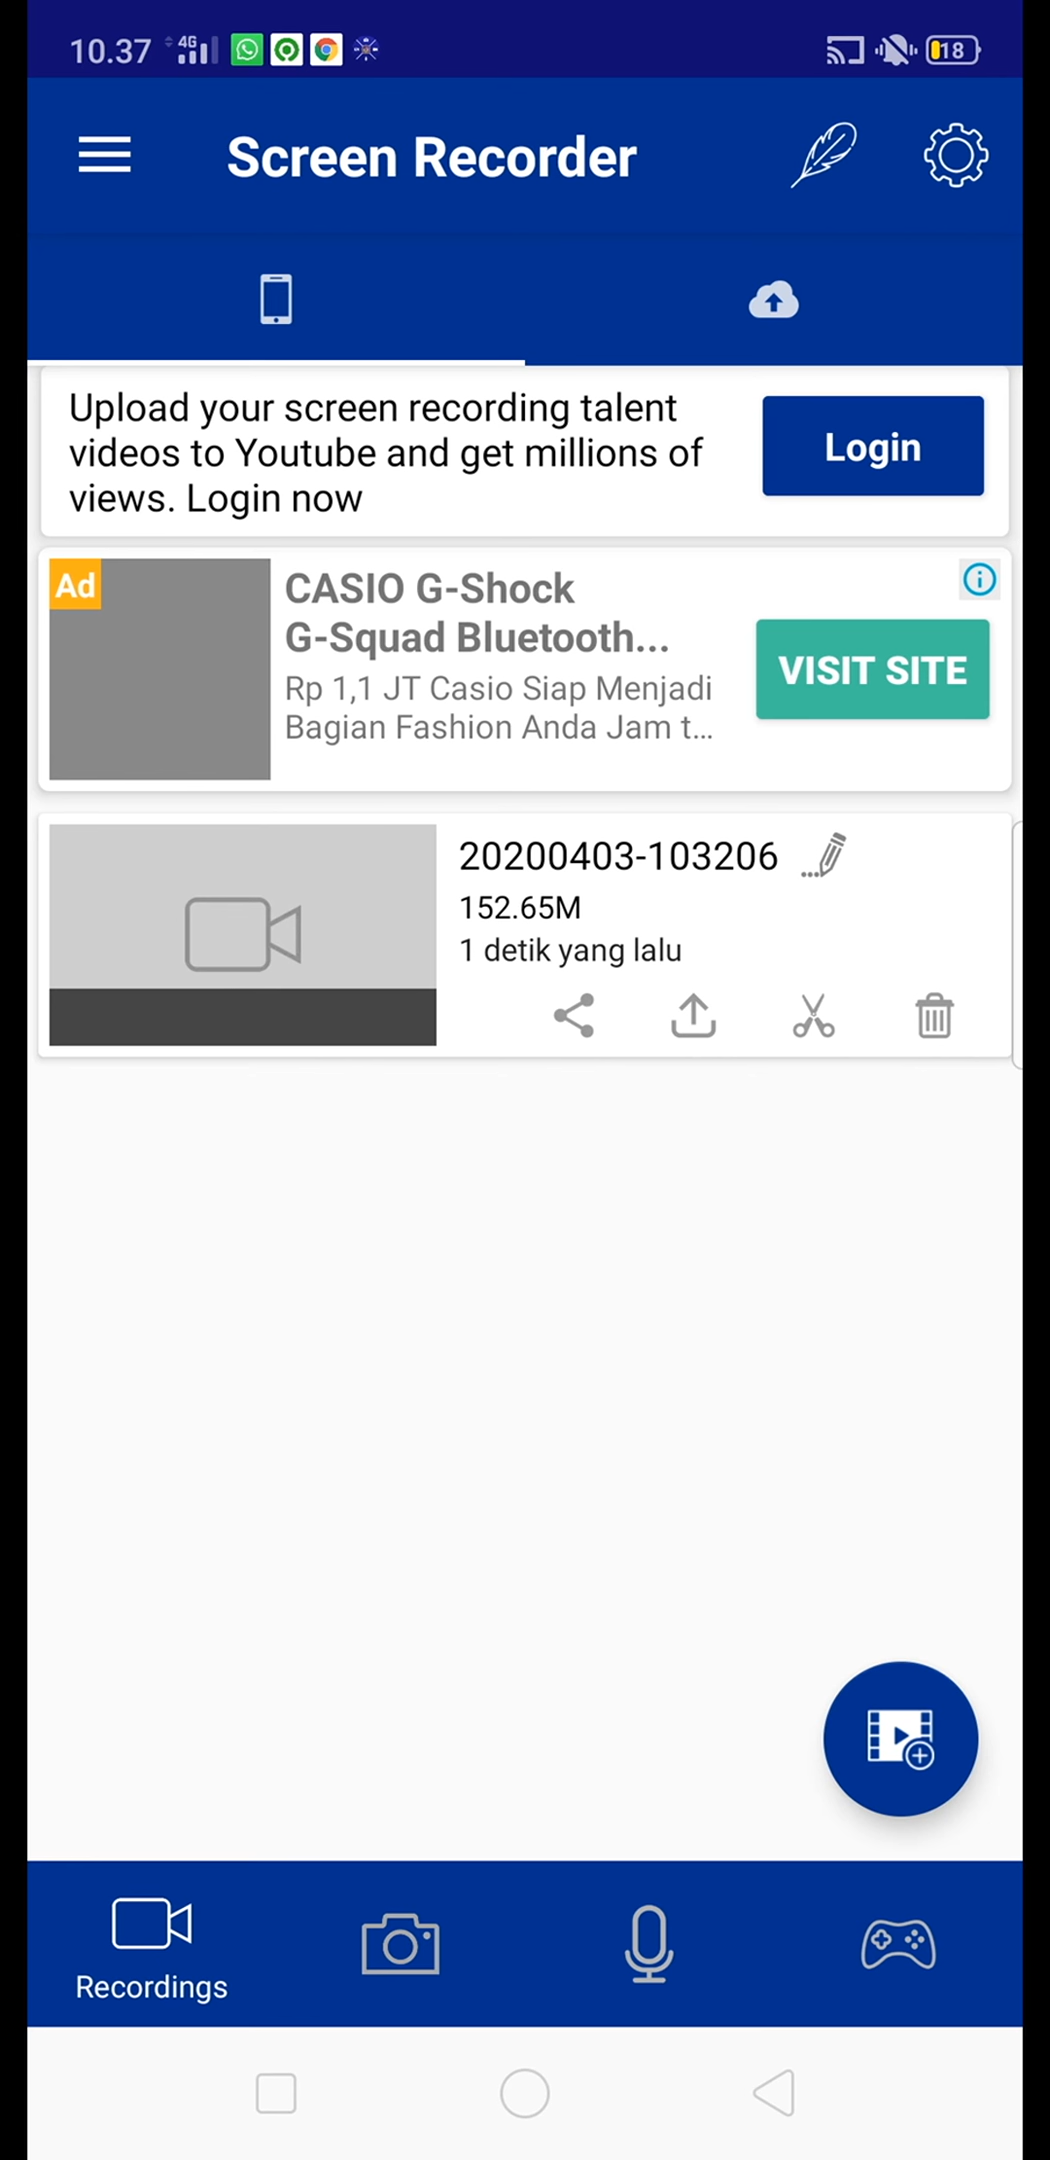 10.37 4G 18
Screen Recorder
Upload your screen recording talent
videos to Youtube and get millions of
views. Login now
Login
Ad
CASIO G-Shock
G-Squad Bluetooth...
Rp 1,1 JT Casio Siap Menjadi
Bagian Fashion Anda Jam t...
VISIT SITE
20200403-103206
152.65M
1 detik yang lalu
Recordings